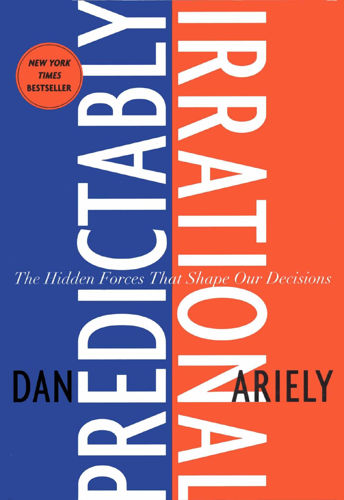 NEW YORK
TIMES
BESTSELLER
PREDICTABLY
IRRATIONAL
The Hidden Forces That Shape Our Decisions
DAN ARIELY